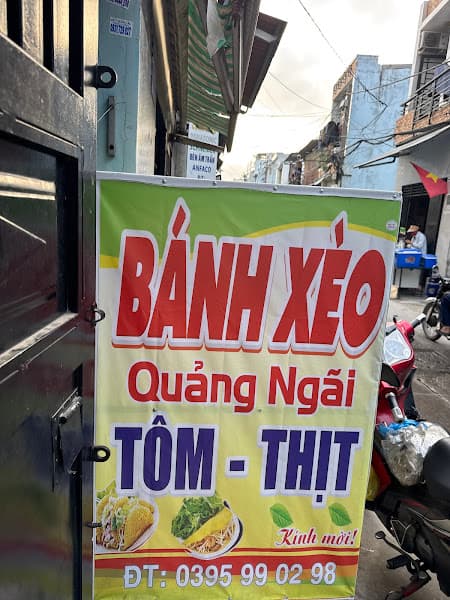 BÁNH XÈO
Quảng Ngãi
TÔM - THỊT
Kính mời!
ĐT: 0395 99 02 98